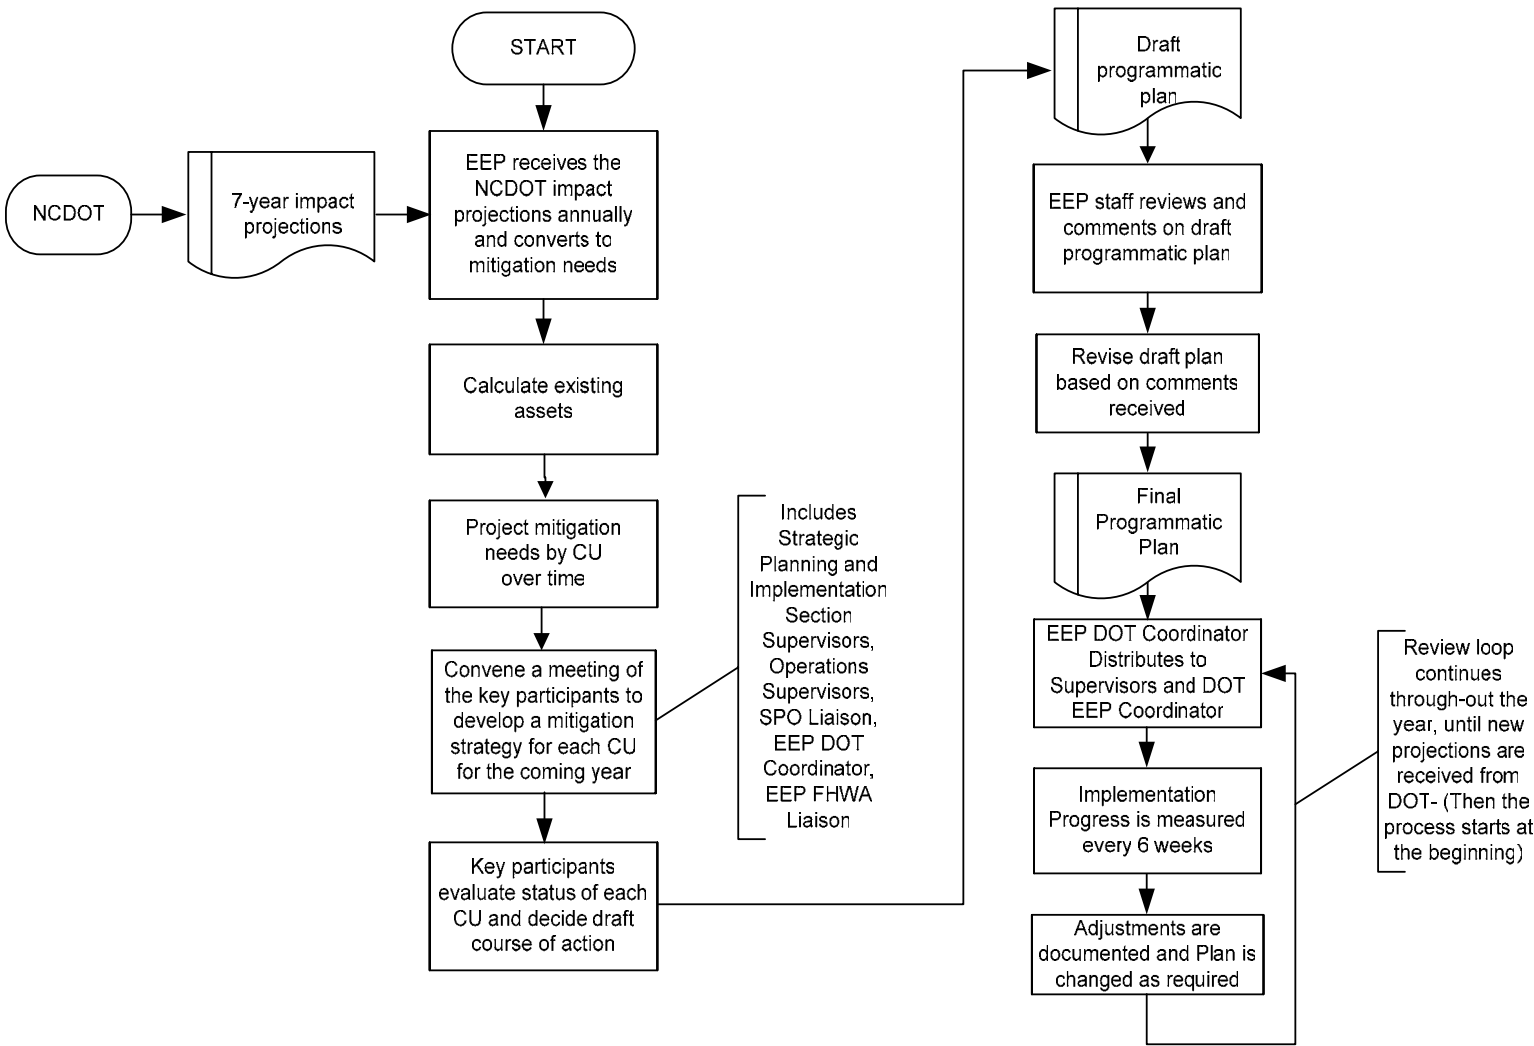 START
NCDOT
7-year impact
projections
EEP receives the
NCDOT impact
projections annually
and converts to
mitigation needs
Calculate existing
assets
Project mitigation
needs by CU
over time
Convene a meeting of
the key participants to
develop a mitigation
strategy for each CU
for the coming year
Includes
Strategic
Planning and
Implementation
Section
Supervisors,
Operations
Supervisors,
SPO Liaison,
EEP DOT
Coordinator,
EEP FHWA
Liaison
Key participants
evaluate status of each
CU and decide draft
course of action
Draft
programmatic
plan
EEP staff reviews and
comments on draft
programmatic plan
Revise draft plan
based on comments
received
Final
Programmatic
Plan
EEP DOT Coordinator
Distributes to
Supervisors and DOT
EEP Coordinator
Implementation
Progress is measured
every 6 weeks
Adjustments are
documented and Plan is
changed as required
Review loop
continues
through-out the
year, until new
projections are
received from
DOT- (Then the
process starts at
the beginning)